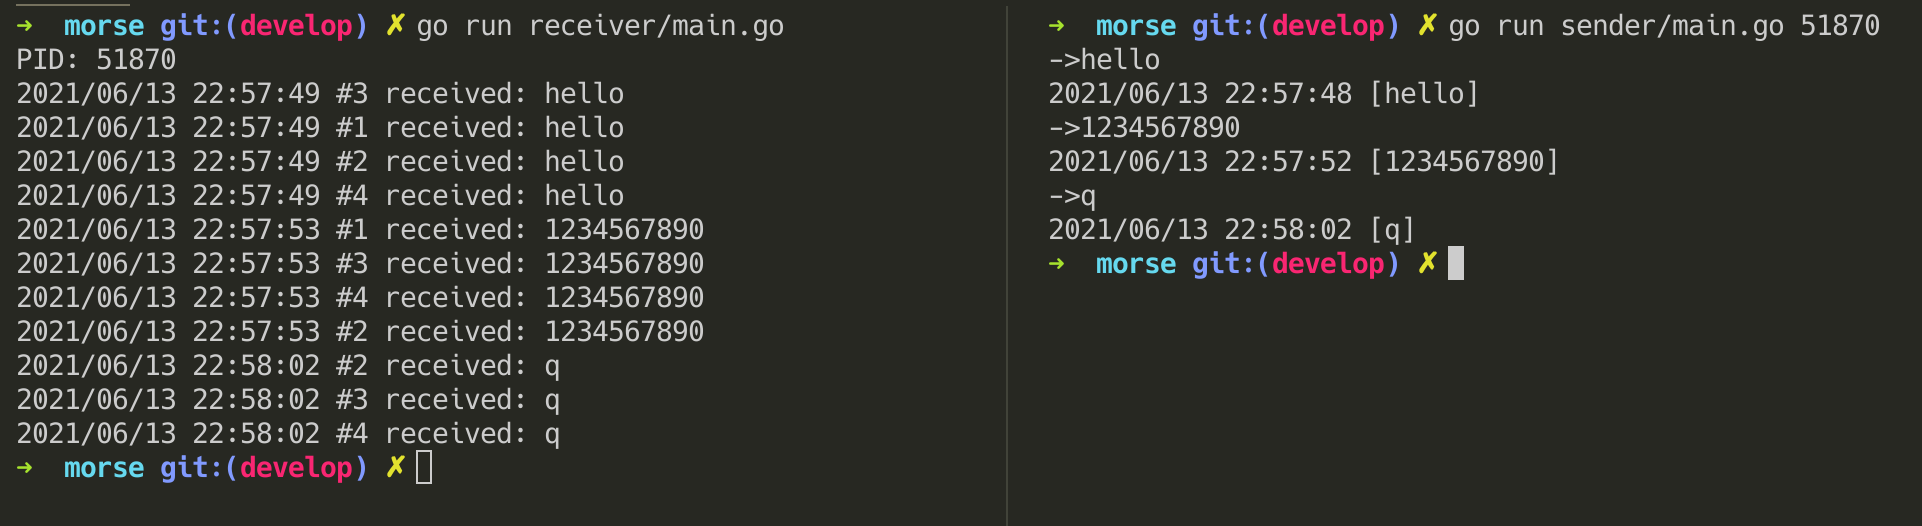 ➜  morse git:(develop) ✗ go run receiver/main.go
PID: 51870
2021/06/13 22:57:49 #3 received: hello
2021/06/13 22:57:49 #1 received: hello
2021/06/13 22:57:49 #2 received: hello
2021/06/13 22:57:49 #4 received: hello
2021/06/13 22:57:53 #1 received: 1234567890
2021/06/13 22:57:53 #3 received: 1234567890
2021/06/13 22:57:53 #4 received: 1234567890
2021/06/13 22:57:53 #2 received: 1234567890
2021/06/13 22:58:02 #2 received: q
2021/06/13 22:58:02 #3 received: q
2021/06/13 22:58:02 #4 received: q
➜  morse git:(develop) ✗
➜  morse git:(develop) ✗ go run sender/main.go 51870
->hello
2021/06/13 22:57:48 [hello]
->1234567890
2021/06/13 22:57:52 [1234567890]
->q
2021/06/13 22:58:02 [q]
➜  morse git:(develop) ✗